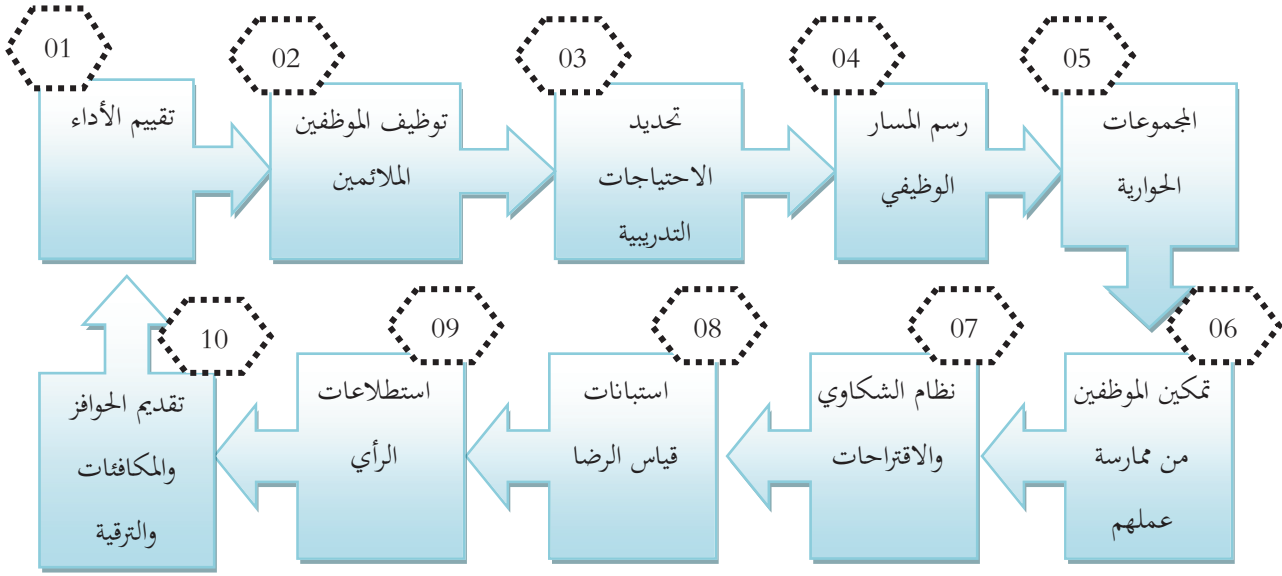 01
تقييم الأداء
02
توظيف الموظفين
الملائمين
03
تحديد
الاحتياجات
التدريبية
04
رسم المسار
الوظيفي
05
المجموعات
الحوارية
06
تمكين الموظفين
من ممارسة
عملهم
07
نظام الشكاوي
والاقتراحات
08
استبانات
قياس الرضا
09
استطلاعات
الرأي
10
تقديم الحوافز
والمكافئات
والترقية